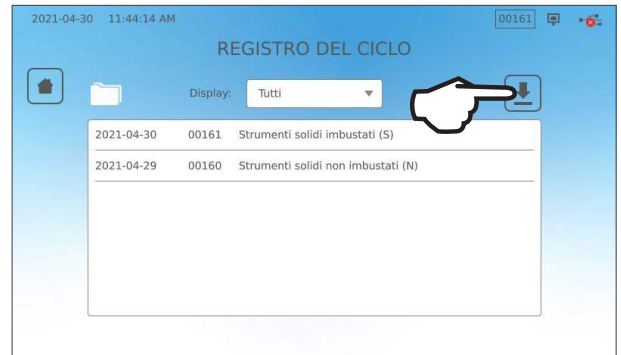 2021-04-30 11:44:14 AM 00161
REGISTRO DEL CICLO
Display: Tutti
2021-04-30 00161 Strumenti solidi imbustati (S)
2021-04-29 00160 Strumenti solidi non imbustati (N)